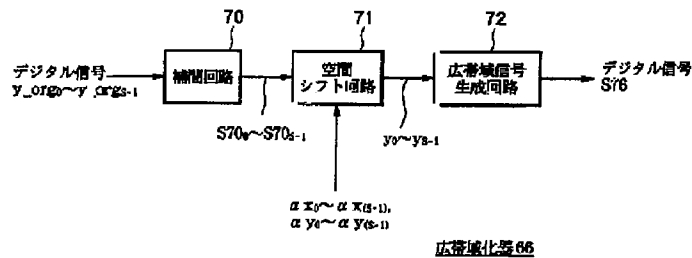 70
71
72
デジタル信号
y_org₀～y_orgS-1
補間回路
空間
シフト回路
広帯域信号
生成回路
デジタル信号
S76
S70₀～S70S-1
y₀～yS-1
αx₀～αx(S-1),
αy₀～αy(S-1)
広帯域化器66